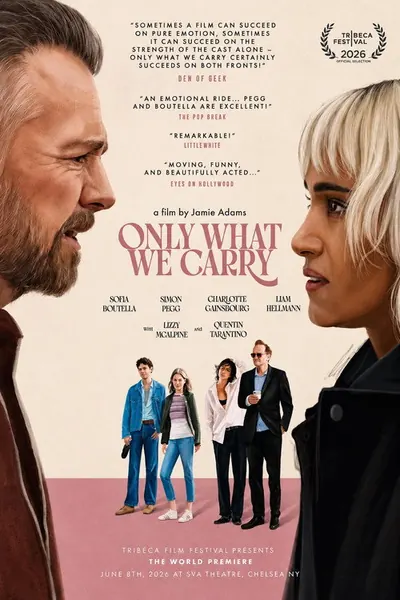 "SOMETIMES A FILM CAN SUCCEED
ON PURE EMOTION, SOMETIMES
IT CAN SUCCEED ON THE
STRENGTH OF THE CAST ALONE –
ONLY WHAT WE CARRY CERTAINLY
SUCCEEDS ON BOTH FRONTS!"
DEN OF GEEK
TRIBECA
FESTIVAL
2026
OFFICIAL SELECTION
"AN EMOTIONAL RIDE... PEGG
AND BOUTELLA ARE EXCELLENT!"
THE POP BREAK
"REMARKABLE!"
LITTLEWHITE
"MOVING, FUNNY,
AND BEAUTIFULLY ACTED..."
EYES ON HOLLYWOOD
a film by Jamie Adams
ONLY WHAT
WE CARRY
SOFIA BOUTELLA
SIMON PEGG
CHARLOTTE GAINSBOURG
LIAM HELLMANN
with LIZZY MCALPINE and QUENTIN TARANTINO
TRIBECA FILM FESTIVAL PRESENTS
THE WORLD PREMIERE
JUNE 8TH, 2026 AT SVA THEATRE, CHELSEA NY